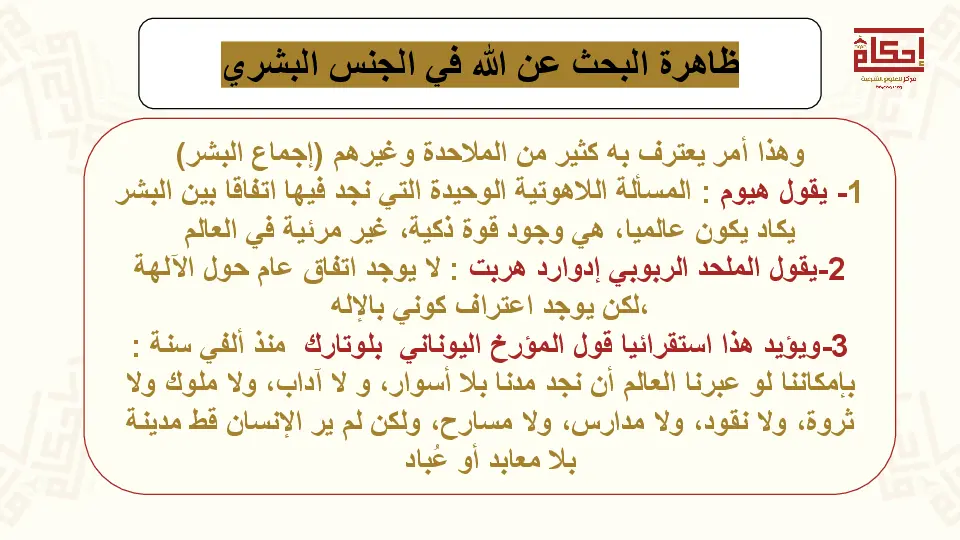 ظاهرة البحث عن الله في الجنس البشري
إحكام
مركز للعلوم الشرعية
وهذا أمر يعترف به كثير من الملاحدة وغيرهم (إجماع البشر)
1- يقول هيوم : المسألة اللاهوتية الوحيدة التي نجد فيها اتفاقا بين البشر
يكاد يكون عالميا، هي وجود قوة ذكية، غير مرئية في العالم
2-يقول الملحد الربوبي إدوارد هربت : لا يوجد اتفاق عام حول الآلهة
،لكن يوجد اعتراف كوني بالإله
3-ويؤيد هذا استقرائيا قول المؤرخ اليوناني بلوتارك منذ ألفي سنة :
بإمكاننا لو عبرنا العالم أن نجد مدنا بلا أسوار، و لا آداب، ولا ملوك ولا
ثروة، ولا نقود، ولا مدارس، ولا مسارح، ولكن لم ير الإنسان قط مدينة
بلا معابد أو عُباد